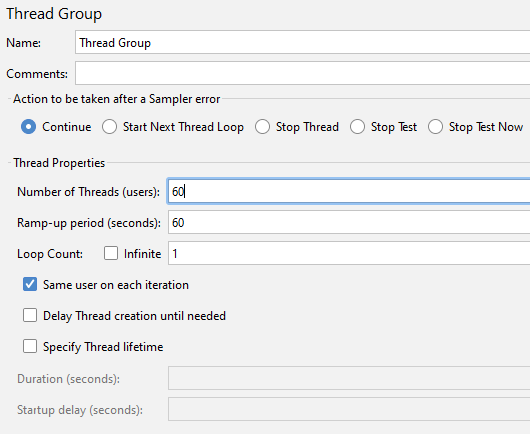 Thread Group
Name: Thread Group
Comments:
Action to be taken after a Sampler error
Continue Start Next Thread Loop Stop Thread Stop Test Stop Test Now
Thread Properties
Number of Threads (users): 60
Ramp-up period (seconds): 60
Loop Count: Infinite 1
Same user on each iteration
Delay Thread creation until needed
Specify Thread lifetime
Duration (seconds):
Startup delay (seconds):